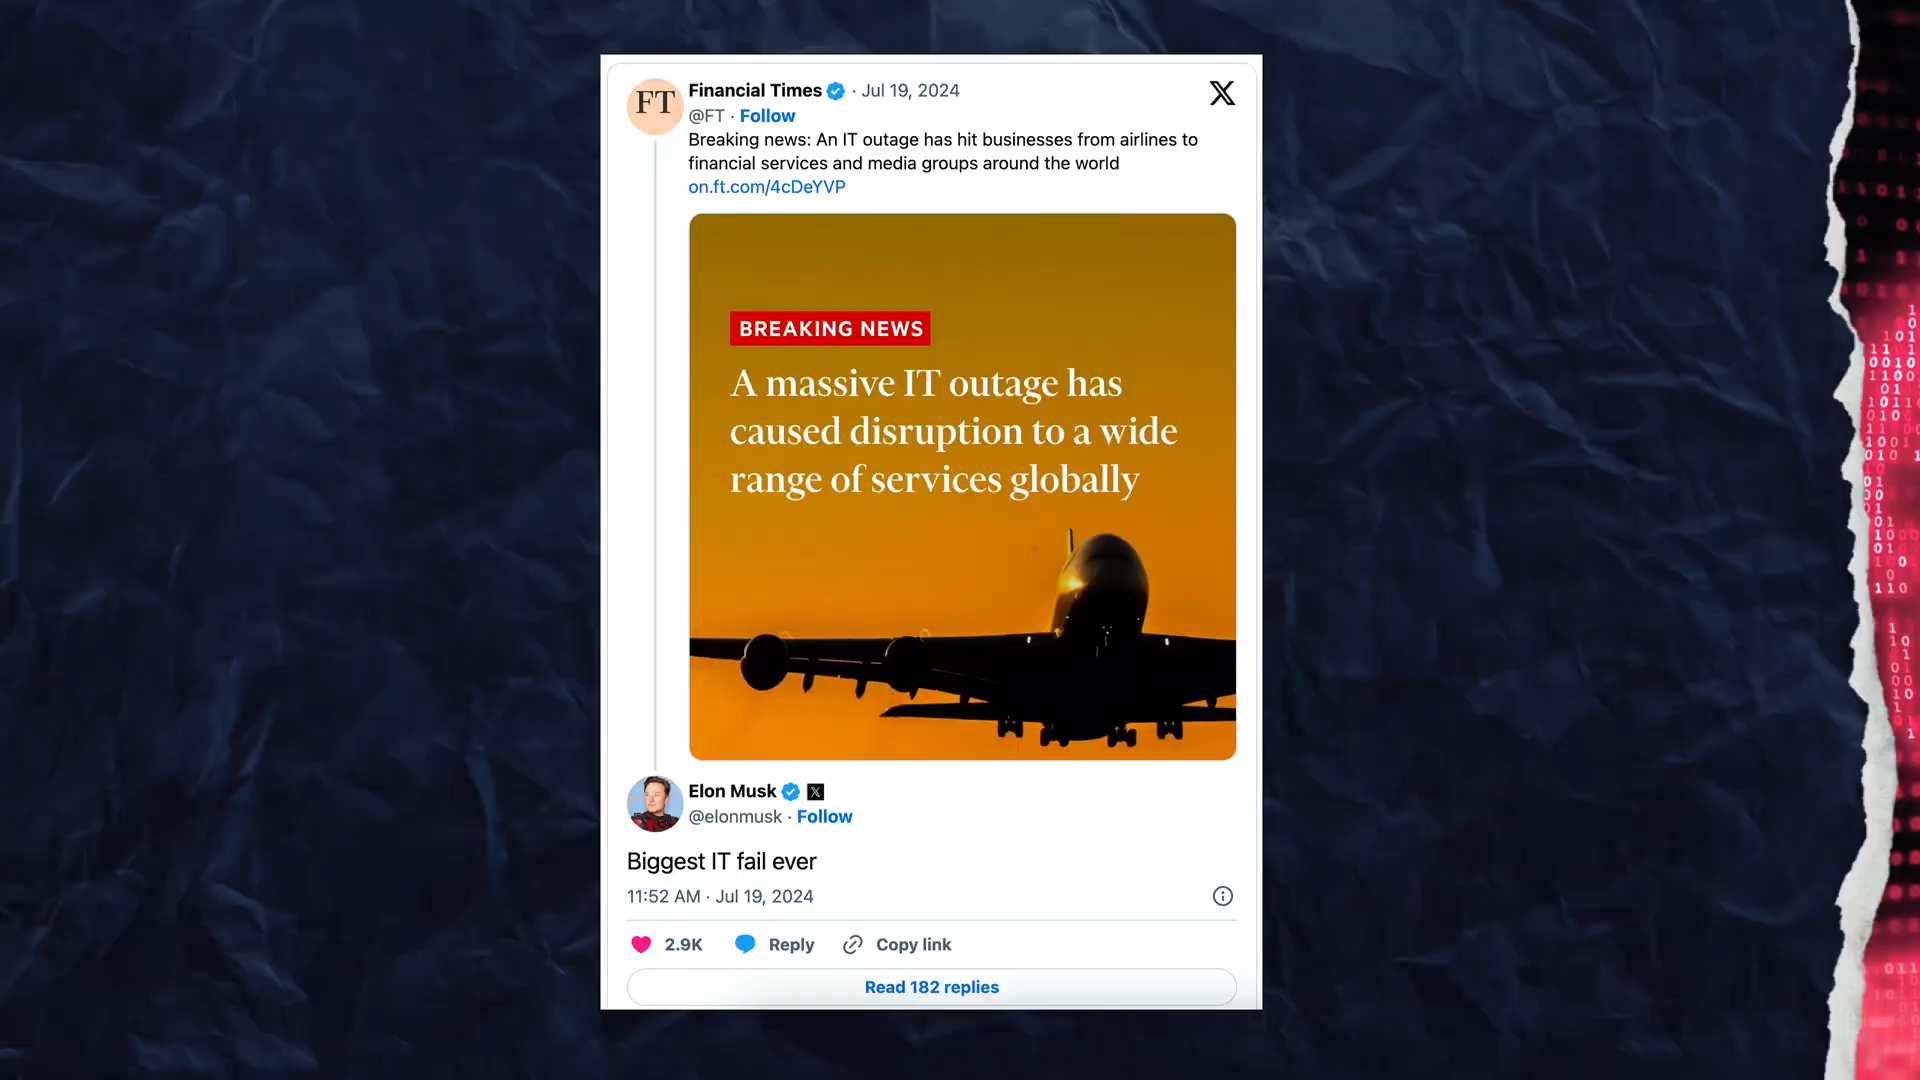 FT
Financial Times · Jul 19, 2024
@FT · Follow
Breaking news: An IT outage has hit businesses from airlines to
financial services and media groups around the world
on.ft.com/4cDeYVP
BREAKING NEWS
A massive IT outage has
caused disruption to a wide
range of services globally
Elon Musk
@elonmusk · Follow
Biggest IT fail ever
11:52 AM · Jul 19, 2024
2.9K Reply Copy link
Read 182 replies